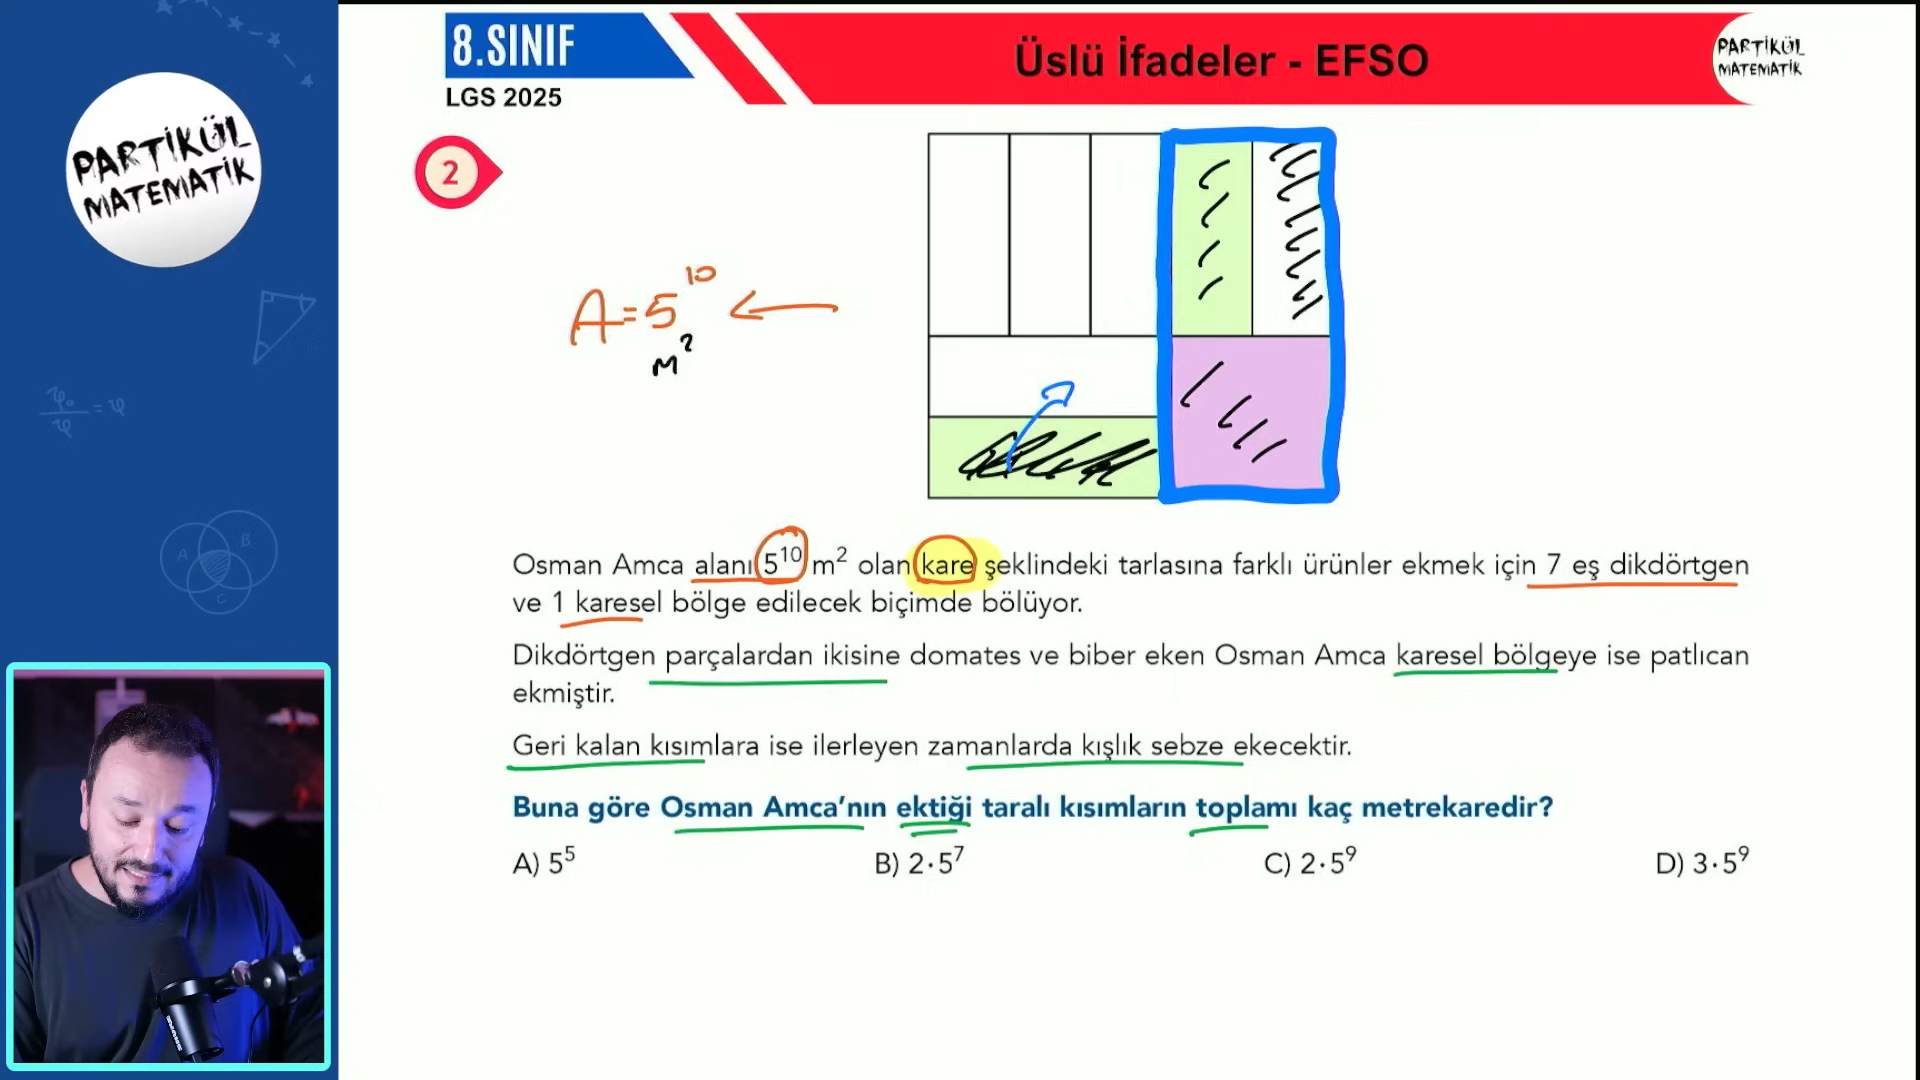 8.SINIF
LGS 2025
Üslü İfadeler - EFSO
PARTİKÜL
MATEMATİK
PARTİKÜL
MATEMATİK
2
A=5^10
m²
φ₀/φ = φ
A
B
C
Osman Amca alanı 5^10 m² olan kare şeklindeki tarlasına farklı ürünler ekmek için 7 eş dikdörtgen
ve 1 karesel bölge edilecek biçimde bölüyor.
Dikdörtgen parçalardan ikisine domates ve biber eken Osman Amca karesel bölgeye ise patlıcan
ekmiştir.
Geri kalan kısımlara ise ilerleyen zamanlarda kışlık sebze ekecektir.
Buna göre Osman Amca’nın ektiği taralı kısımların toplamı kaç metrekaredir?
A) 5^5
B) 2·5^7
C) 2·5^9
D) 3·5^9